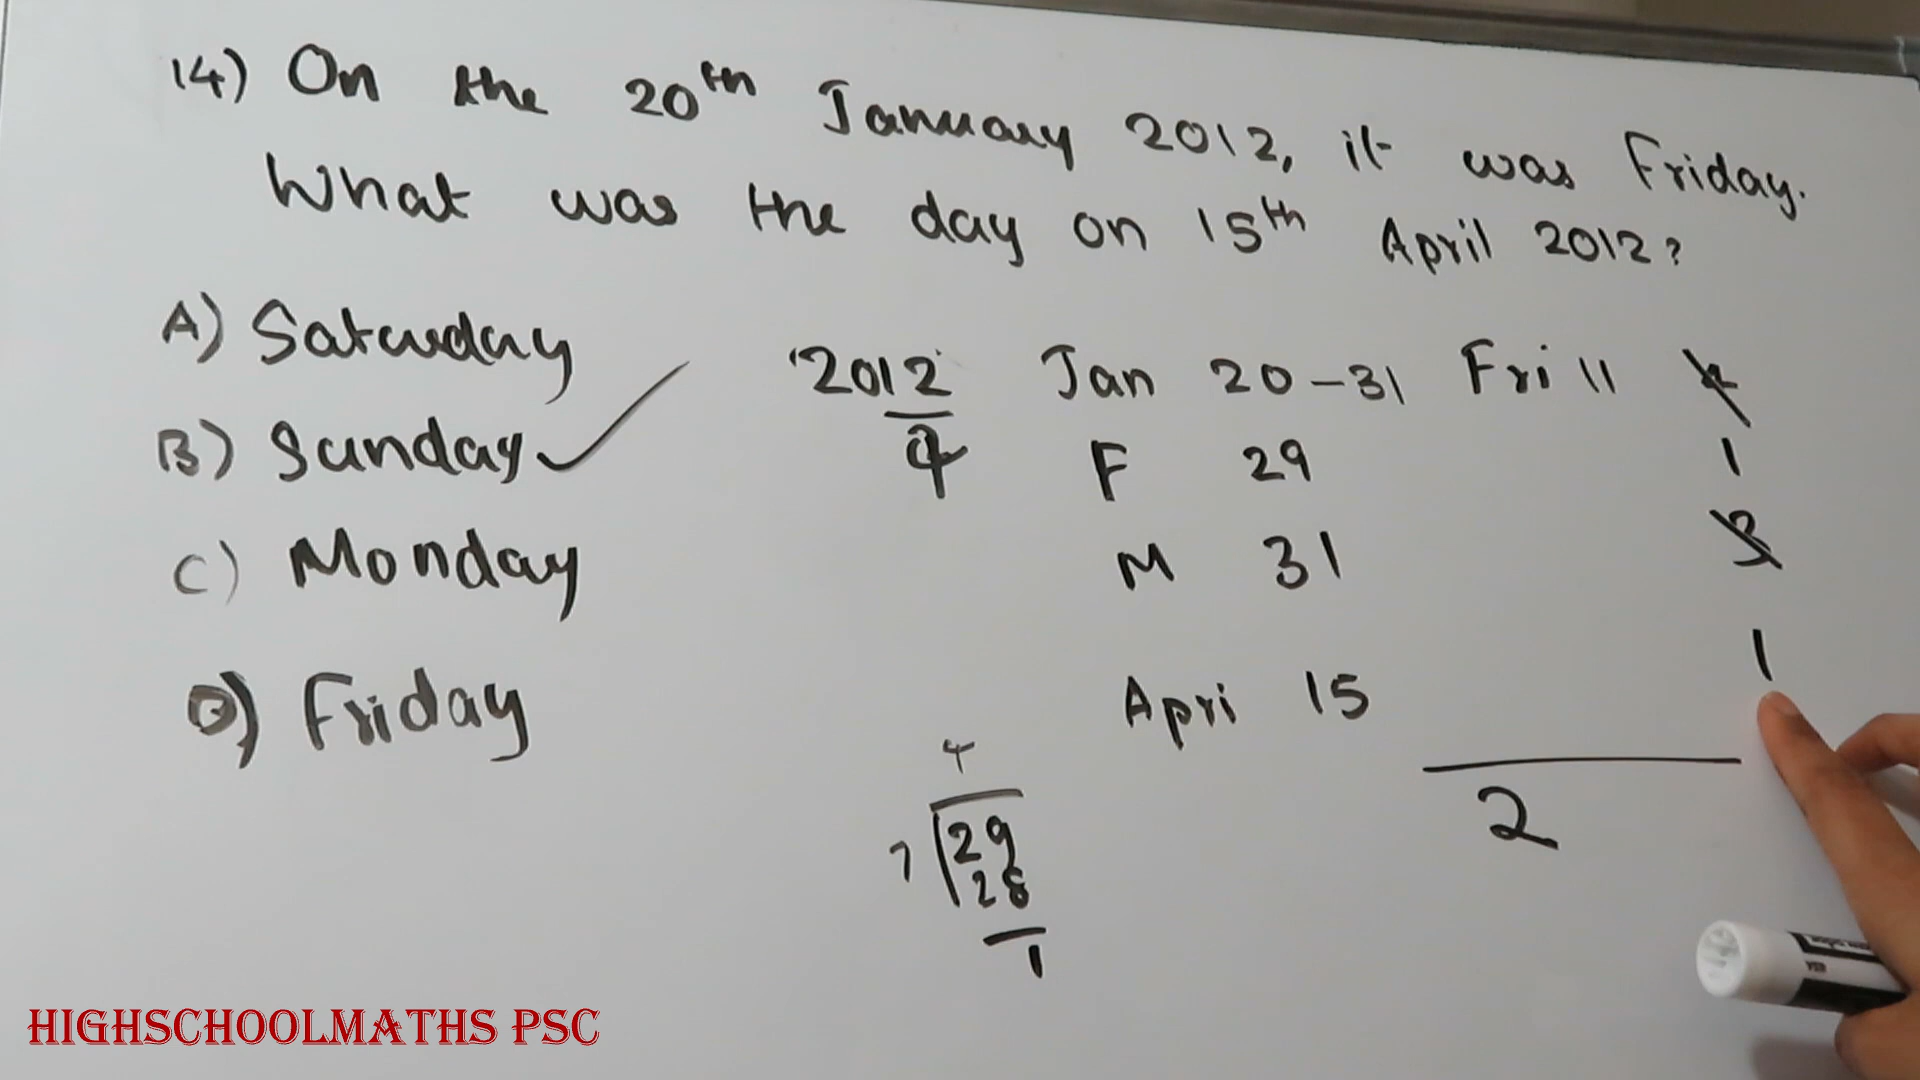 14) On the 20th January 2012, it was Friday.
What was the day on 15th April 2012?
A) Saturday
B) Sunday ✓
C) Monday
D) Friday
2012 Jan 20-31 Fri 11 4
4 F 29 1
M 31 3
Apri 15 1
2
4
7 29
28
1
HIGHSCHOOLMATHS PSC